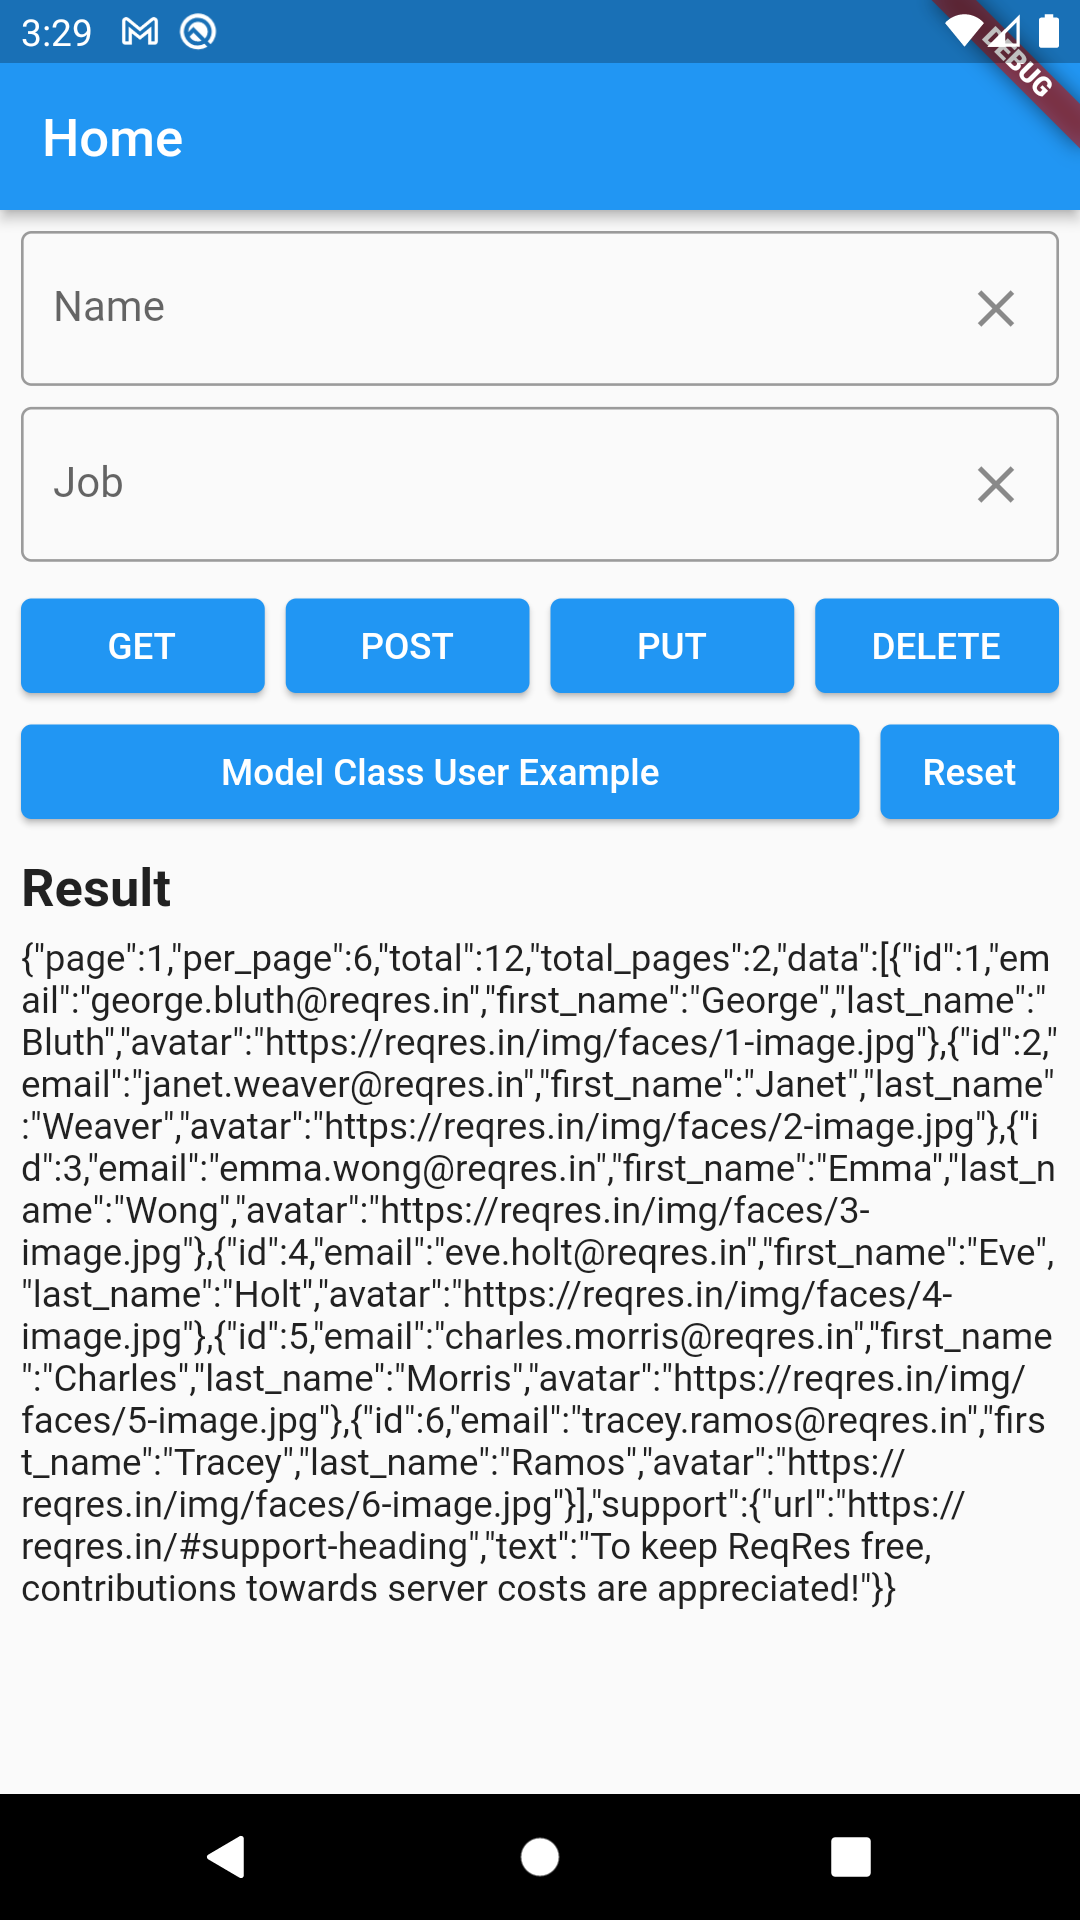 3:29
DEBUG
Home
Name
Job
GET POST PUT DELETE
Model Class User Example Reset
Result
{"page":1,"per_page":6,"total":12,"total_pages":2,"data":[{"id":1,"em
ail":"george.bluth@reqres.in","first_name":"George","last_name":"
Bluth","avatar":"https://reqres.in/img/faces/1-image.jpg"},{"id":2,"
email":"janet.weaver@reqres.in","first_name":"Janet","last_name"
:"Weaver","avatar":"https://reqres.in/img/faces/2-image.jpg"},{"i
d":3,"email":"emma.wong@reqres.in","first_name":"Emma","last_n
ame":"Wong","avatar":"https://reqres.in/img/faces/3-
image.jpg"},{"id":4,"email":"eve.holt@reqres.in","first_name":"Eve",
"last_name":"Holt","avatar":"https://reqres.in/img/faces/4-
image.jpg"},{"id":5,"email":"charles.morris@reqres.in","first_name
":"Charles","last_name":"Morris","avatar":"https://reqres.in/img/
faces/5-image.jpg"},{"id":6,"email":"tracey.ramos@reqres.in","firs
t_name":"Tracey","last_name":"Ramos","avatar":"https://
reqres.in/img/faces/6-image.jpg"}],"support":{"url":"https://
reqres.in/#support-heading","text":"To keep ReqRes free,
contributions towards server costs are appreciated!"}}